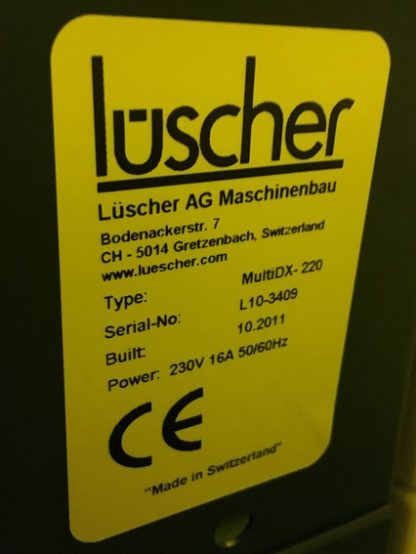 lüscher
Lüscher AG Maschinenbau
Bodenackerstr. 7
CH - 5014 Gretzenbach, Switzerland
www.luescher.com
Type: MultiDX- 220
Serial-No: L10-3409
Built: 10.2011
Power: 230V 16A 50/60Hz
CE
"Made in Switzerland"